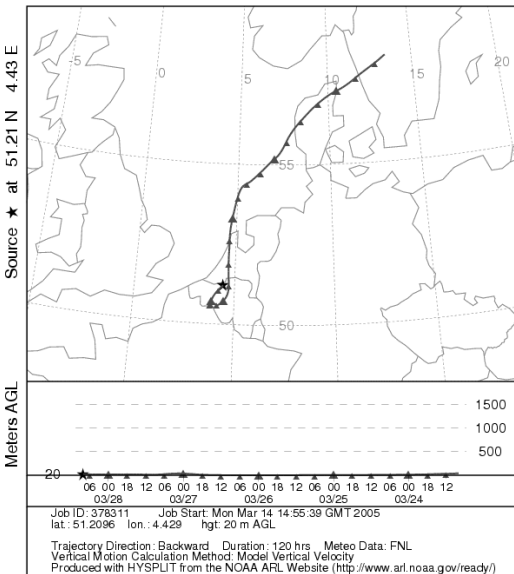 -5
0
5
10
15
20
55
50
Source ★ at 51.21 N 4.43 E
Meters AGL
1500
1000
500
20
06 00 18 12 06 00 18 12 06 00 18 12 06 00 18 12 06 00 18 12
03/28 03/27 03/26 03/25 03/24
Job ID: 378311 Job Start: Mon Mar 14 14:55:39 GMT 2005
lat.: 51.2096 lon.: 4.429 hgt: 20 m AGL
Trajectory Direction: Backward Duration: 120 hrs Meteo Data: FNL
Vertical Motion Calculation Method: Model Vertical Velocity
Produced with HYSPLIT from the NOAA ARL Website (http://www.arl.noaa.gov/ready/)